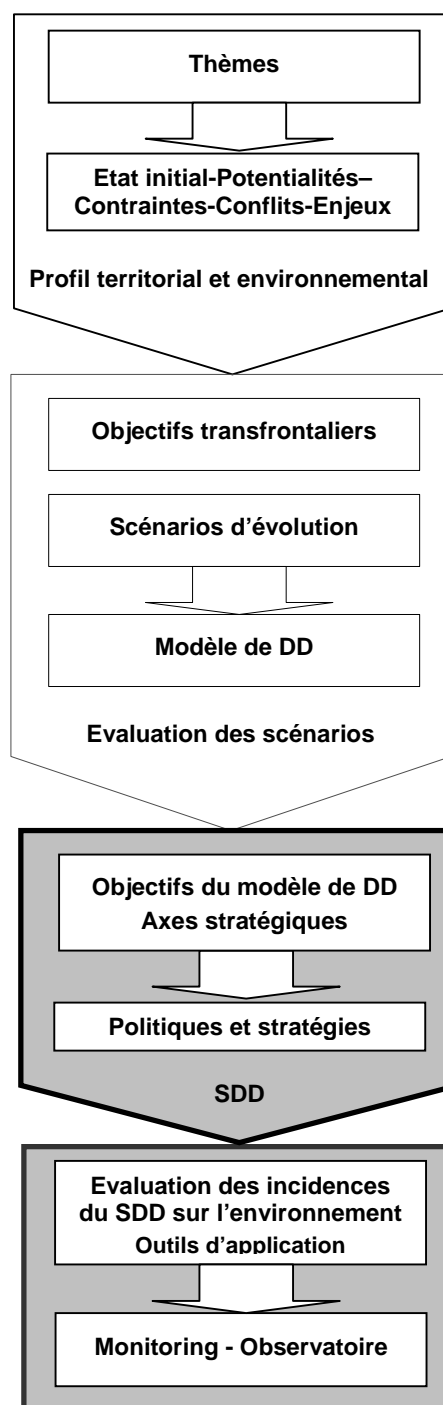 Thèmes
Etat initial-Potentialités–
Contraintes-Conflits-Enjeux
Profil territorial et environnemental
Objectifs transfrontaliers
Scénarios d'évolution
Modèle de DD
Evaluation des scénarios
Objectifs du modèle de DD
Axes stratégiques
Politiques et stratégies
SDD
Evaluation des incidences
du SDD sur l'environnement
Outils d'application
Monitoring - Observatoire